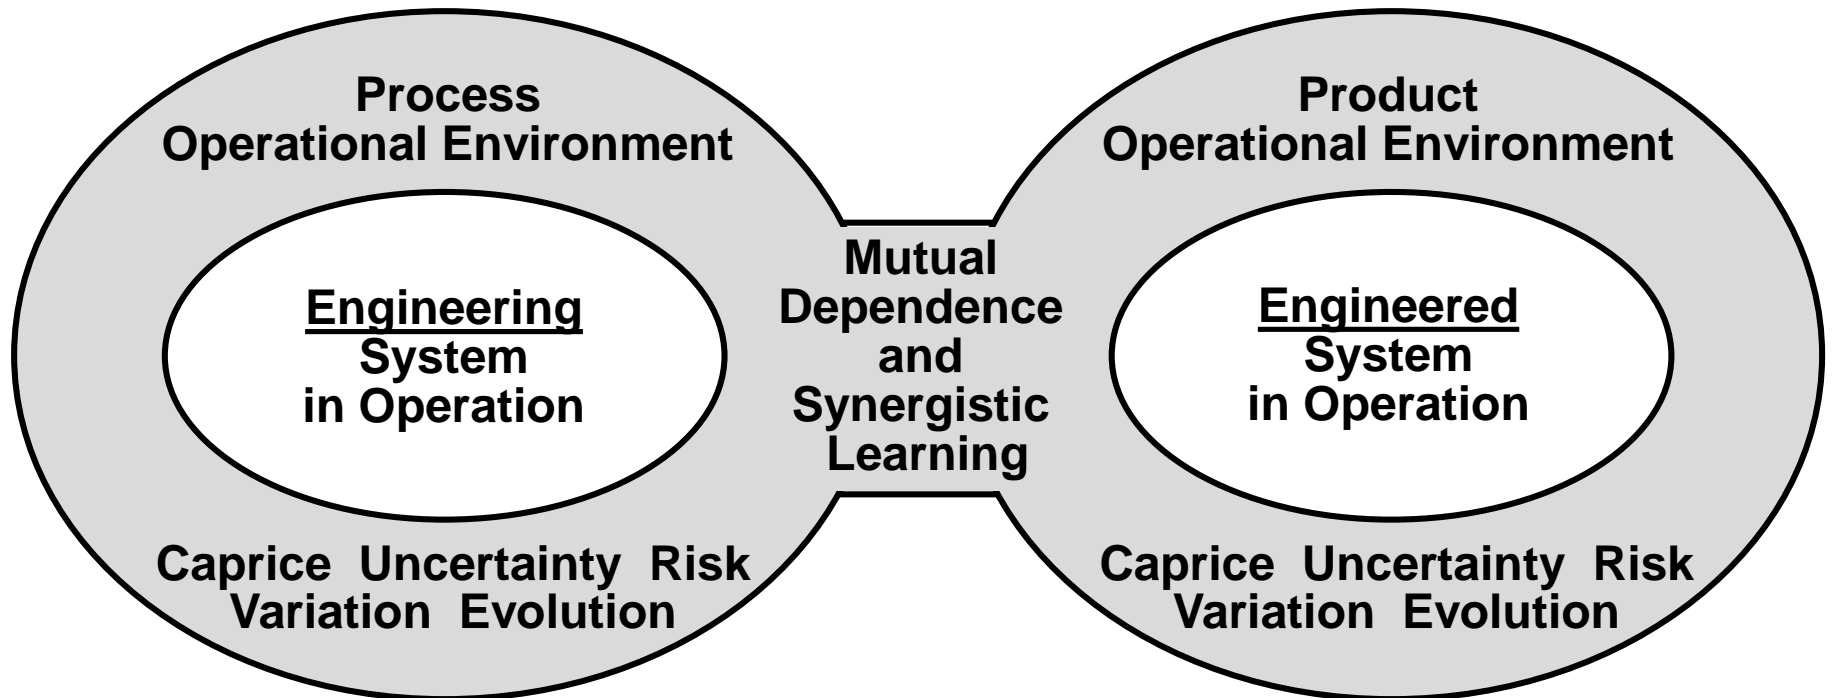 Process
Operational Environment
Engineering
System
in Operation
Caprice Uncertainty Risk
Variation Evolution
Mutual
Dependence
and
Synergistic
Learning
Product
Operational Environment
Engineered
System
in Operation
Caprice Uncertainty Risk
Variation Evolution